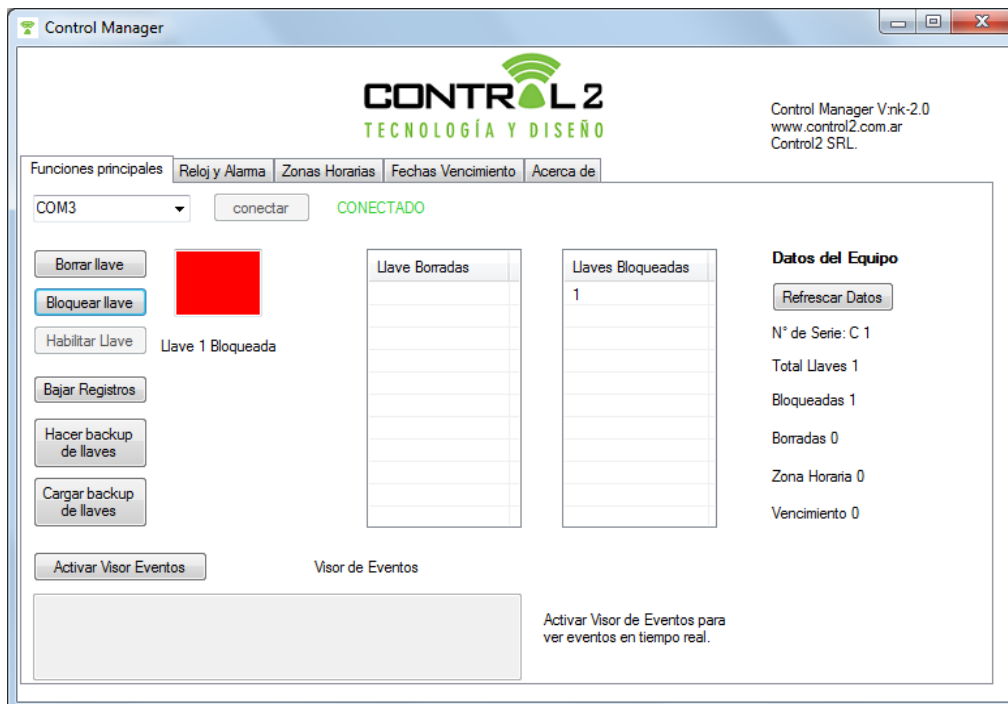 Control Manager
CONTROL 2
TECNOLOGÍA Y DISEÑO
Control Manager V:nk-2.0
www.control2.com.ar
Control2 SRL.
Funciones principales
Reloj y Alarma
Zonas Horarias
Fechas Vencimiento
Acerca de
COM3
conectar
CONECTADO
Borrar llave
Bloquear llave
Habilitar Llave
Llave 1 Bloqueada
Bajar Registros
Hacer backup
de llaves
Cargar backup
de llaves
Llave Borradas
Llaves Bloqueadas
1
Datos del Equipo
Refrescar Datos
N° de Serie: C 1
Total Llaves 1
Bloqueadas 1
Borradas 0
Zona Horaria 0
Vencimiento 0
Activar Visor Eventos
Visor de Eventos
Activar Visor de Eventos para
ver eventos en tiempo real.